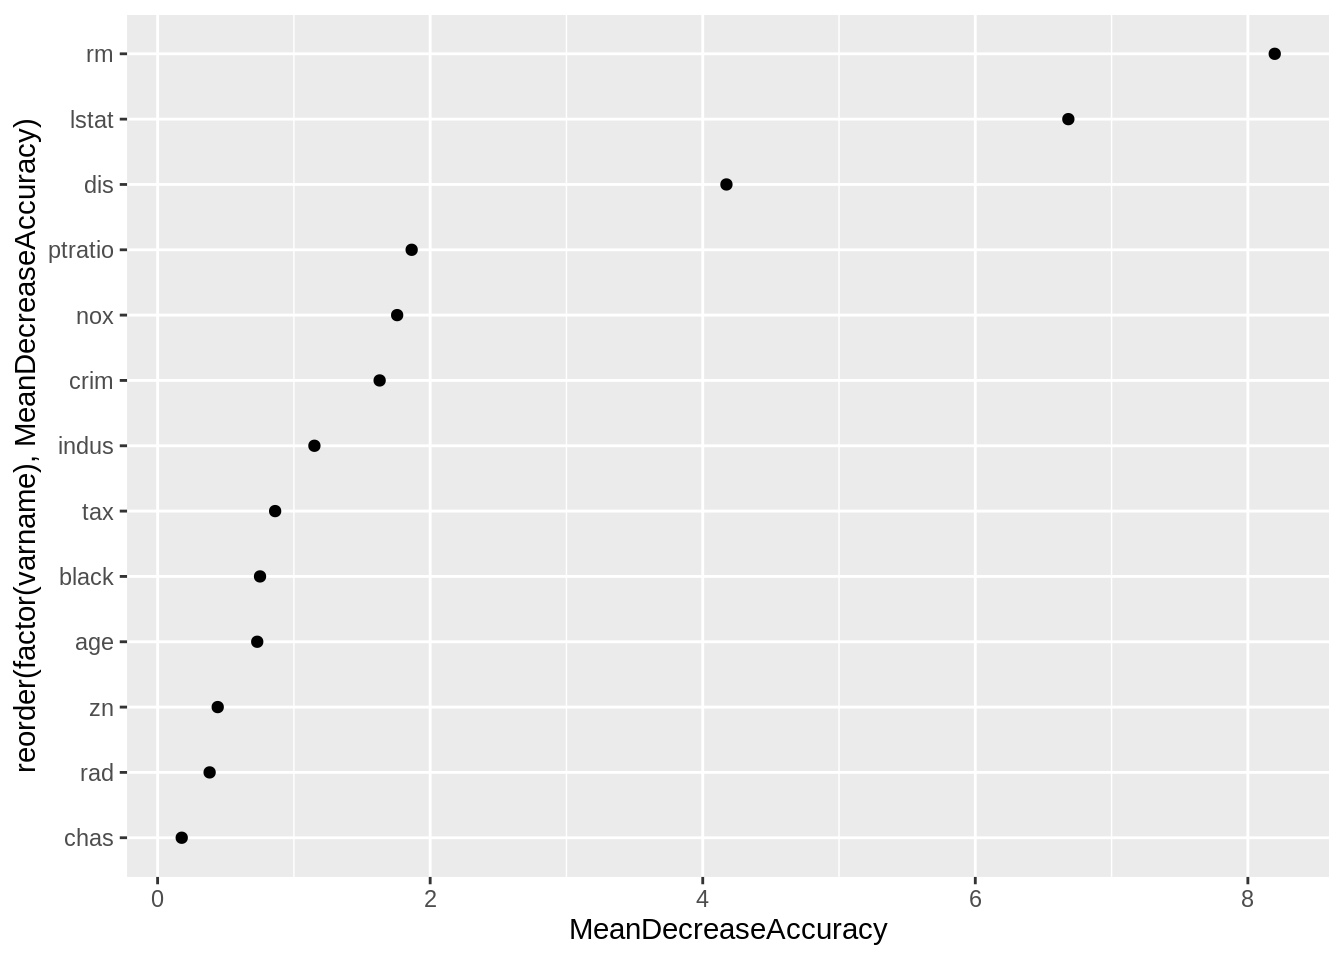 reorder(factor(varname), MeanDecreaseAccuracy)
rm
lstat
dis
ptratio
nox
crim
indus
tax
black
age
zn
rad
chas
0 2 4 6 8
MeanDecreaseAccuracy